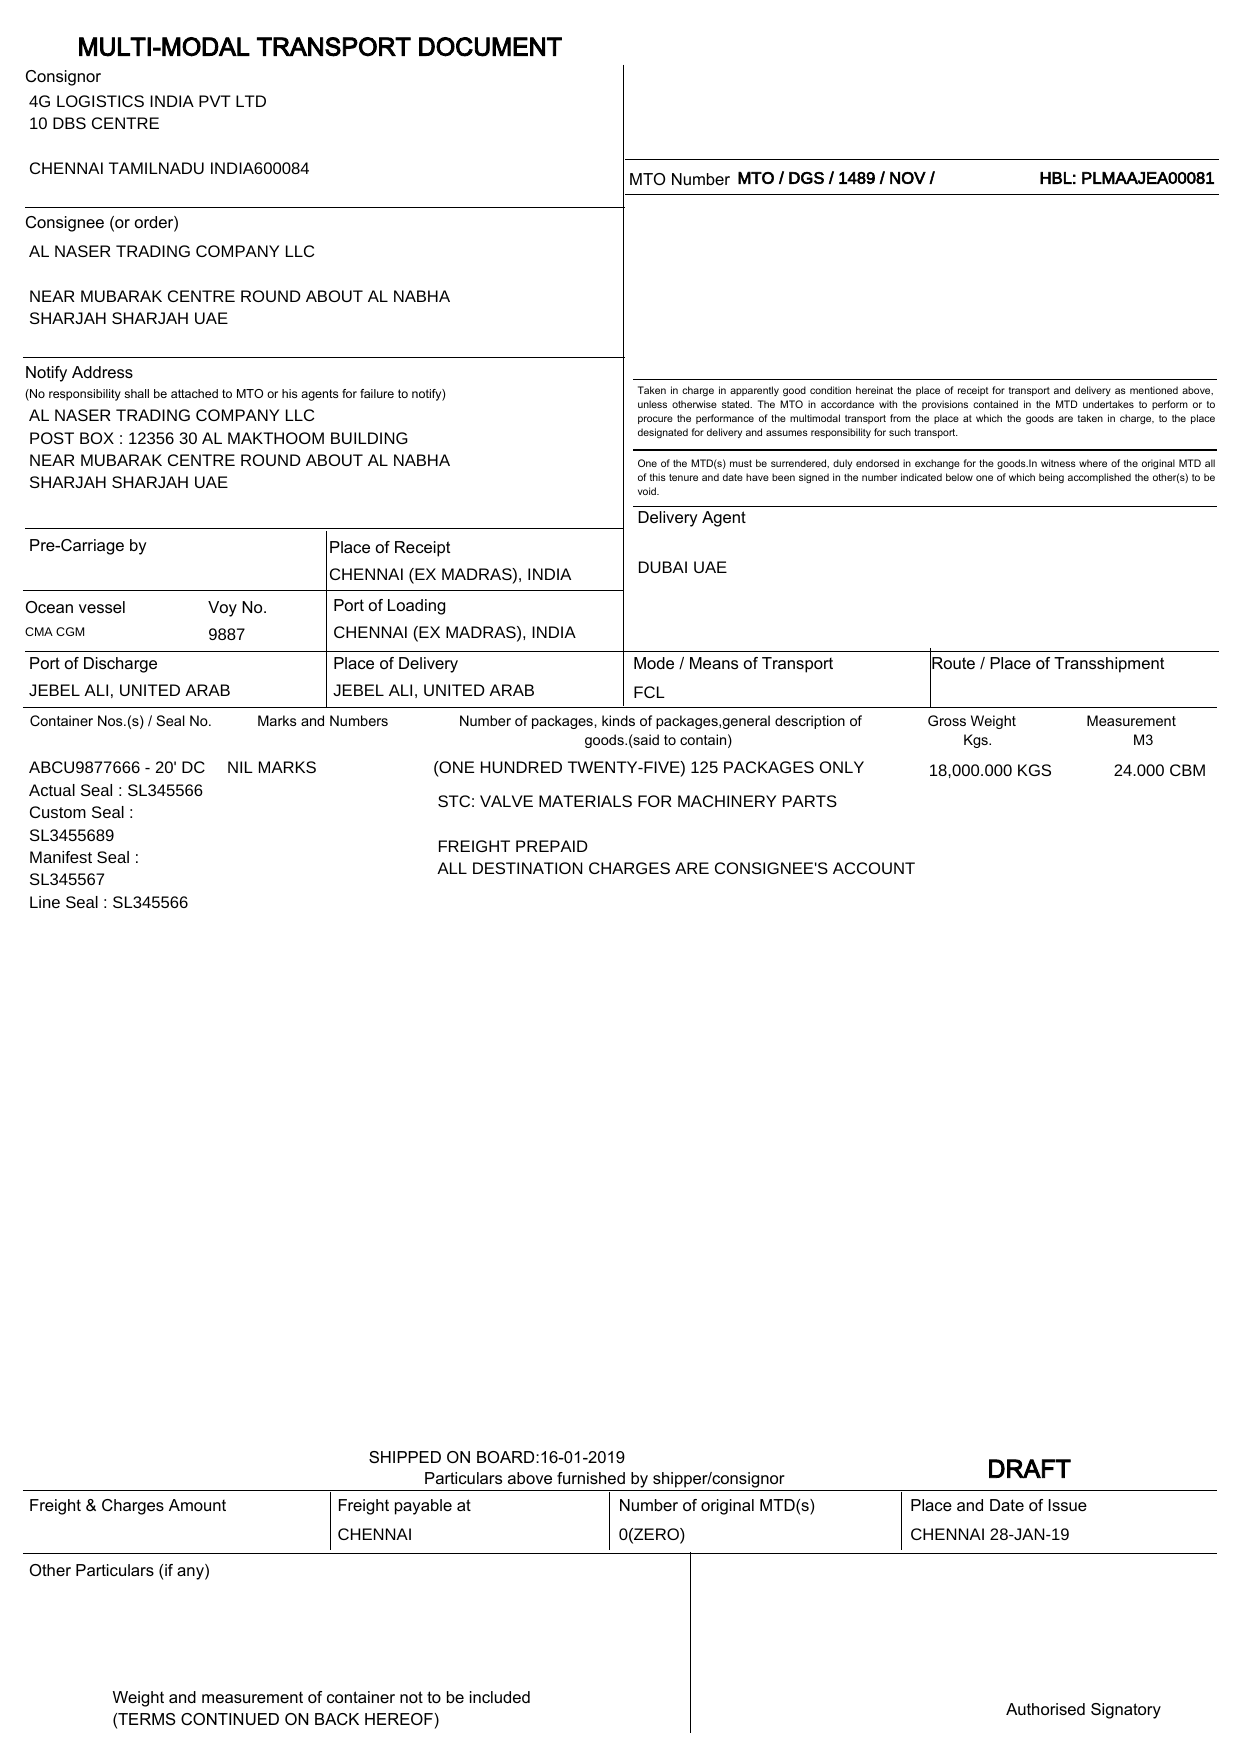 MULTI-MODAL TRANSPORT DOCUMENT
Consignor
4G LOGISTICS INDIA PVT LTD
10 DBS CENTRE
CHENNAI TAMILNADU INDIA600084
MTO Number MTO / DGS / 1489 / NOV / HBL: PLMAAJEA00081
Consignee (or order)
AL NASER TRADING COMPANY LLC
NEAR MUBARAK CENTRE ROUND ABOUT AL NABHA
SHARJAH SHARJAH UAE
Notify Address
(No responsibility shall be attached to MTO or his agents for failure to notify)
AL NASER TRADING COMPANY LLC
POST BOX : 12356 30 AL MAKTHOOM BUILDING
NEAR MUBARAK CENTRE ROUND ABOUT AL NABHA
SHARJAH SHARJAH UAE
Taken in charge in apparently good condition hereinat the place of receipt for transport and delivery as mentioned above,
unless otherwise stated. The MTO in accordance with the provisions contained in the MTD undertakes to perform or to
procure the performance of the multimodal transport from the place at which the goods are taken in charge, to the place
designated for delivery and assumes responsibility for such transport.
One of the MTD(s) must be surrendered, duly endorsed in exchange for the goods.In witness where of the original MTD all
of this tenure and date have been signed in the number indicated below one of which being accomplished the other(s) to be
void.
Delivery Agent
DUBAI UAE
Pre-Carriage by
Place of Receipt
CHENNAI (EX MADRAS), INDIA
Ocean vessel Voy No.
CMA CGM 9887
Port of Loading
CHENNAI (EX MADRAS), INDIA
Port of Discharge
JEBEL ALI, UNITED ARAB
Place of Delivery
JEBEL ALI, UNITED ARAB
Mode / Means of Transport
FCL
Route / Place of Transshipment
Container Nos.(s) / Seal No. Marks and Numbers Number of packages, kinds of packages,general description of Gross Weight Measurement
goods.(said to contain) Kgs. M3
ABCU9877666 - 20' DC NIL MARKS (ONE HUNDRED TWENTY-FIVE) 125 PACKAGES ONLY 18,000.000 KGS 24.000 CBM
Actual Seal : SL345566
STC: VALVE MATERIALS FOR MACHINERY PARTS
Custom Seal :
SL3455689
FREIGHT PREPAID
Manifest Seal :
ALL DESTINATION CHARGES ARE CONSIGNEE'S ACCOUNT
SL345567
Line Seal : SL345566
SHIPPED ON BOARD:16-01-2019
Particulars above furnished by shipper/consignor
DRAFT
Freight & Charges Amount
Freight payable at
CHENNAI
Number of original MTD(s)
0(ZERO)
Place and Date of Issue
CHENNAI 28-JAN-19
Other Particulars (if any)
Weight and measurement of container not to be included
(TERMS CONTINUED ON BACK HEREOF)
Authorised Signatory